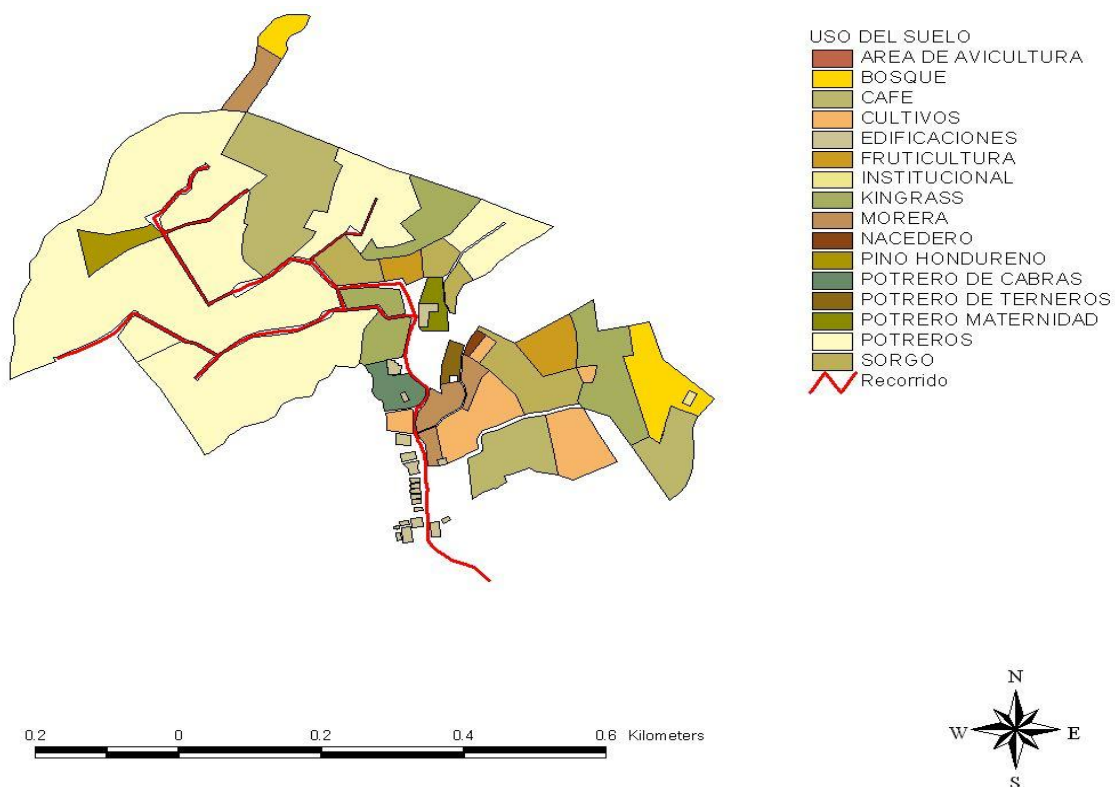 USO DEL SUELO
AREA DE AVICULTURA
BOSQUE
CAFE
CULTIVOS
EDIFICACIONES
FRUTICULTURA
INSTITUCIONAL
KINGRASS
MORERA
NACEDERO
PINO HONDURENO
POTRERO DE CABRAS
POTRERO DE TERNEROS
POTRERO MATERNIDAD
POTREROS
SORGO
Recorrido
N
W E
S
0.2 0 0.2 0.4 0.6 Kilometers